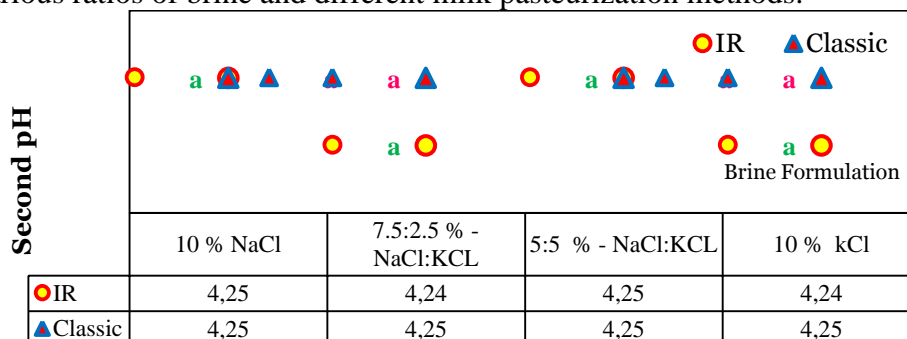 rious ratios of brine and different milk pasteurization methods.
IR Classic
a a a a
a a
Brine Formulation
Second pH
10 % NaCl 7.5:2.5 % - NaCl:KCL 5:5 % - NaCl:KCL 10 % kCl
IR 4,25 4,24 4,25 4,24
Classic 4,25 4,25 4,25 4,25